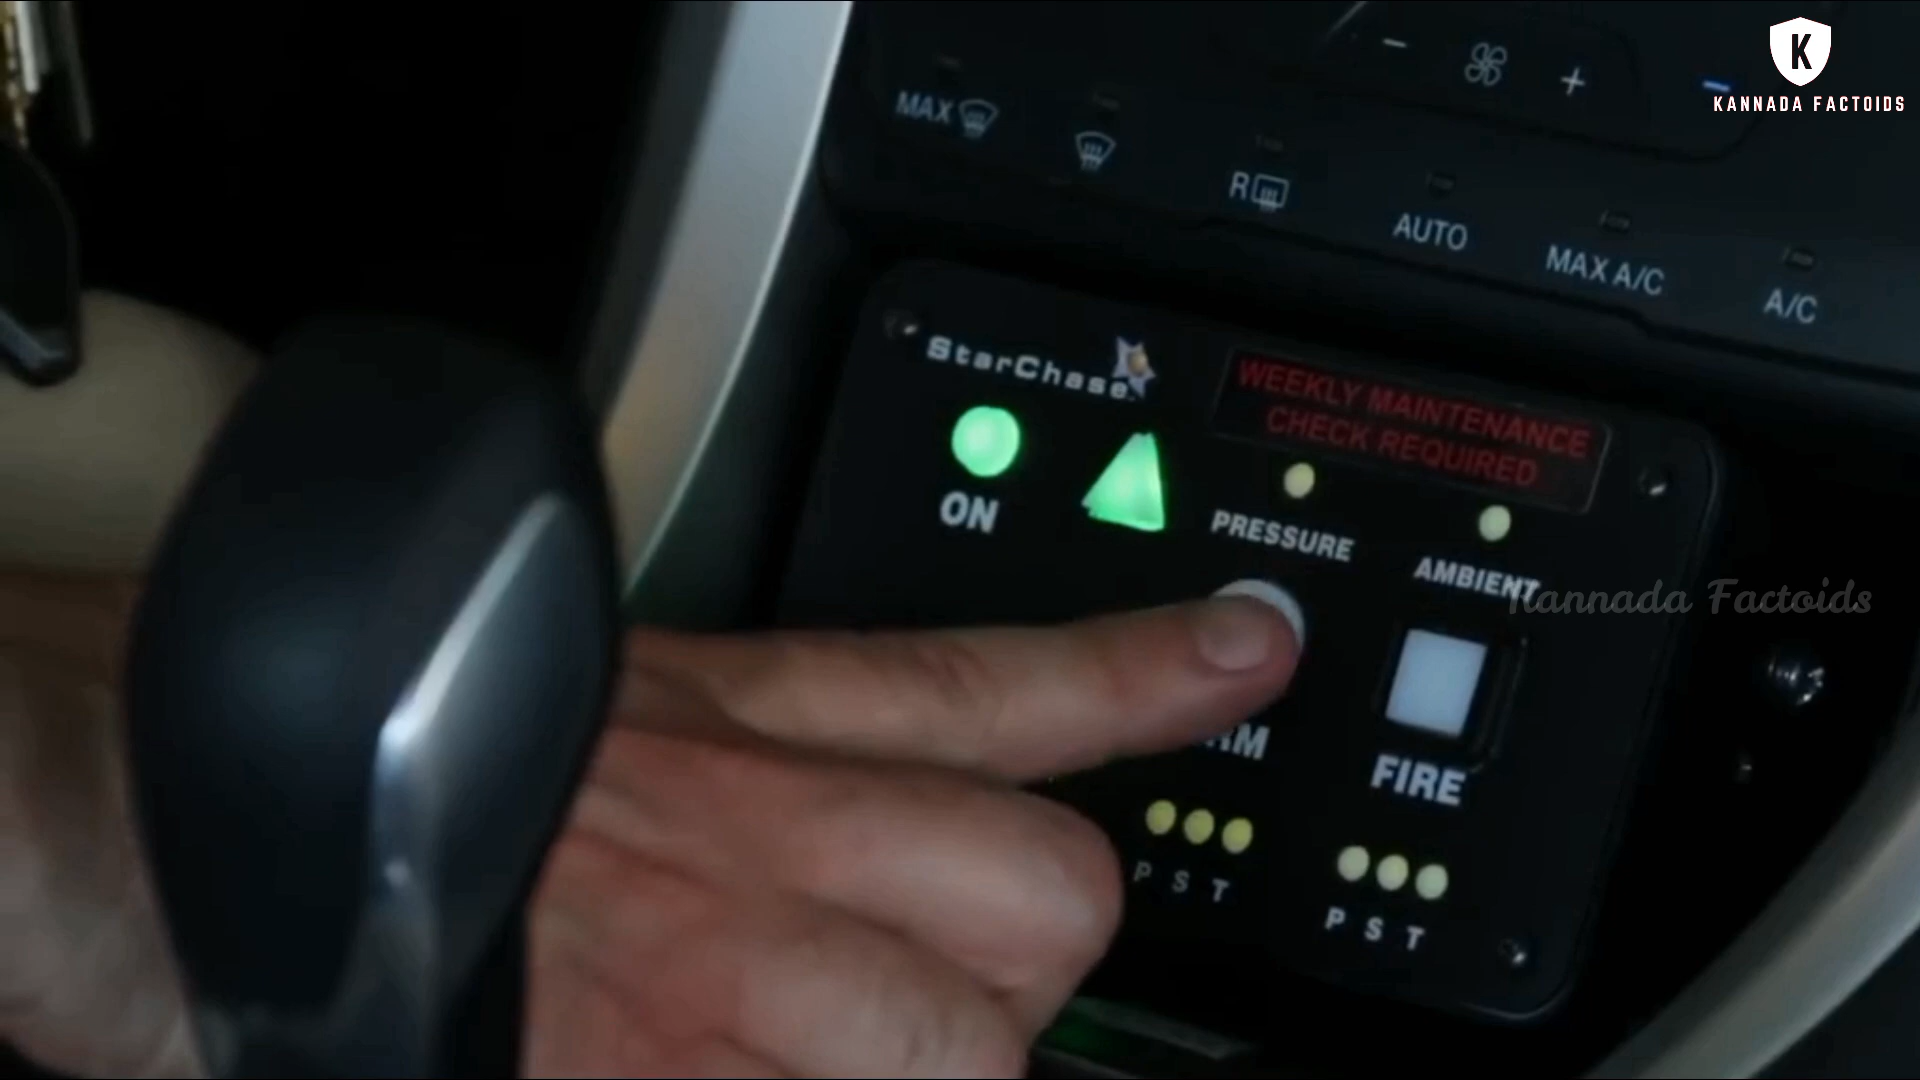 K
KANNADA FACTOIDS
MAX
R
AUTO
MAX A/C
A/C
StarChase
WEEKLY MAINTENANCE
CHECK REQUIRED
ON
PRESSURE
AMBIENT
Kannada Factoids
FIRE
P S T
P S T